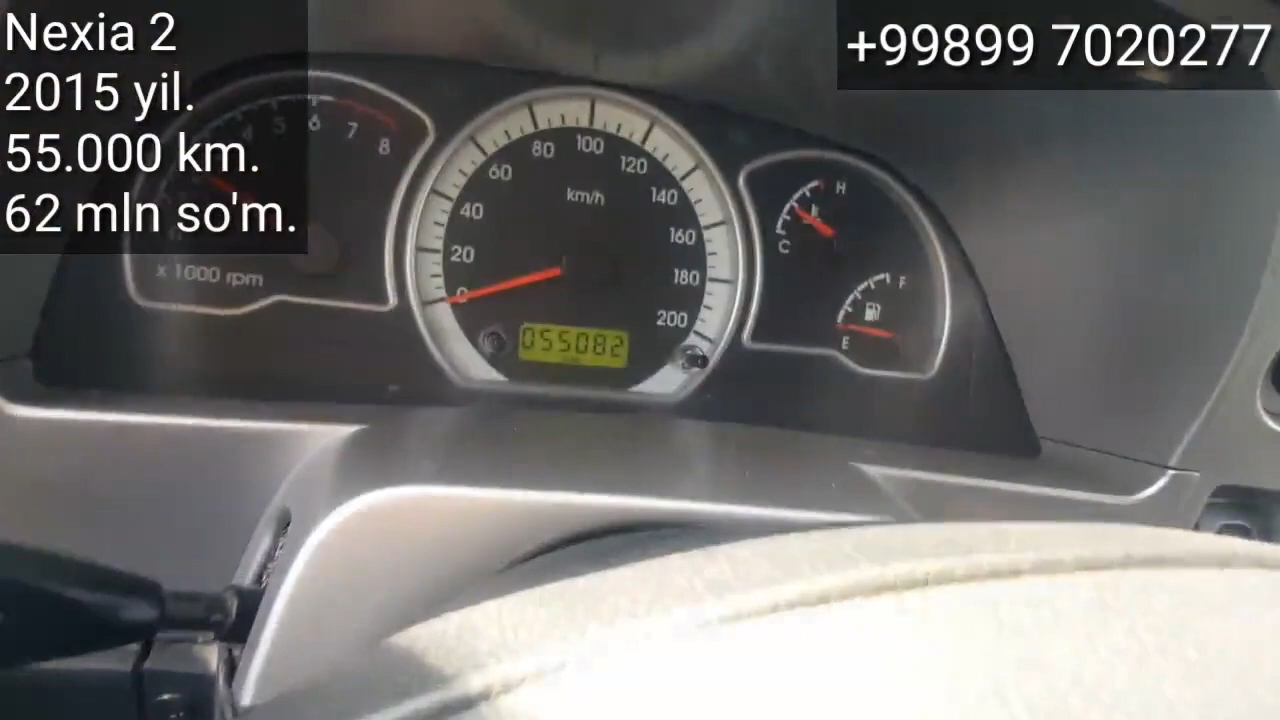 Nexia 2
2015 yil.
55.000 km.
62 mln so'm.
+99899 7020277
4 5 6 7 8
x 1000 rpm
0 20 40 60 80 100 120 140 160 180 200
km/h
055082
H
C
F
E